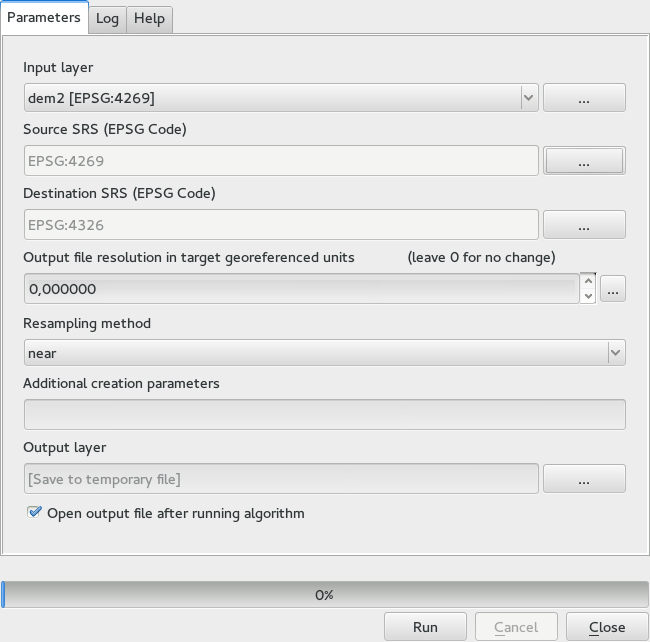 Parameters Log Help
Input layer
dem2 [EPSG:4269] ...
Source SRS (EPSG Code)
EPSG:4269 ...
Destination SRS (EPSG Code)
EPSG:4326 ...
Output file resolution in target georeferenced units (leave 0 for no change)
0,000000 ...
Resampling method
near
Additional creation parameters
Output layer
[Save to temporary file] ...
Open output file after running algorithm
0%
Run Cancel Close